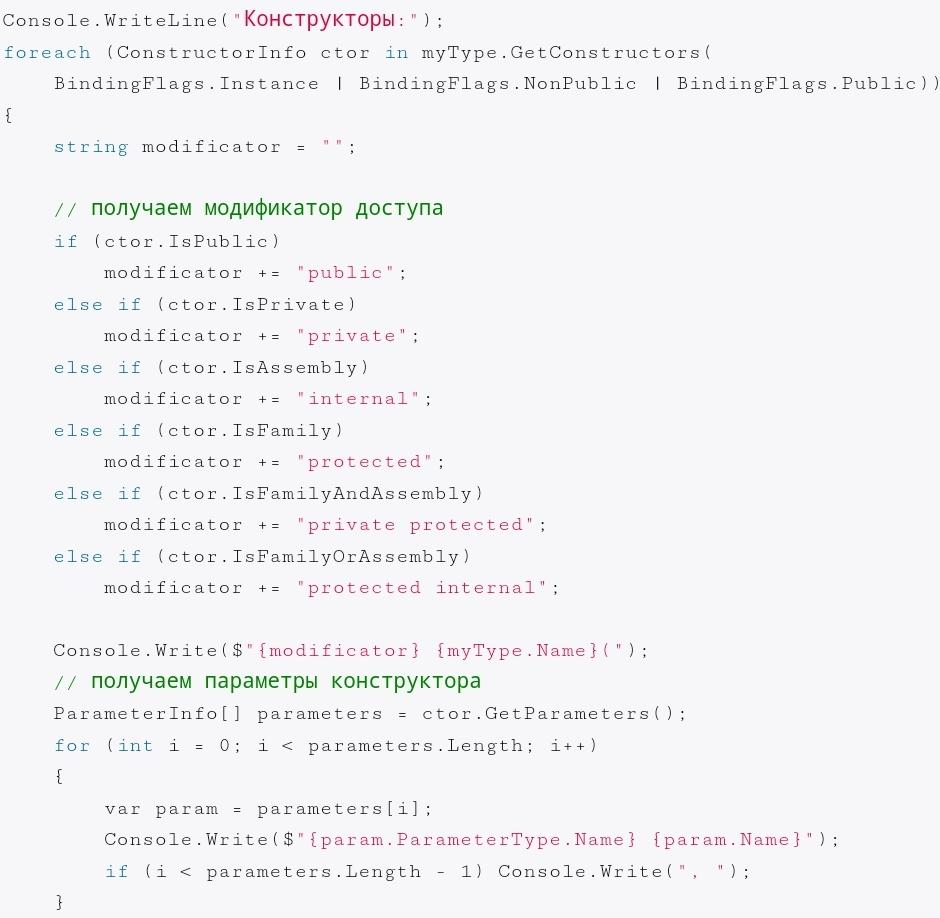 Console.WriteLine("Конструкторы:");
foreach (ConstructorInfo ctor in myType.GetConstructors(
    BindingFlags.Instance | BindingFlags.NonPublic | BindingFlags.Public))
{
    string modificator = "";

    // получаем модификатор доступа
    if (ctor.IsPublic)
        modificator += "public";
    else if (ctor.IsPrivate)
        modificator += "private";
    else if (ctor.IsAssembly)
        modificator += "internal";
    else if (ctor.IsFamily)
        modificator += "protected";
    else if (ctor.IsFamilyAndAssembly)
        modificator += "private protected";
    else if (ctor.IsFamilyOrAssembly)
        modificator += "protected internal";

    Console.Write($"{modificator} {myType.Name}(");
    // получаем параметры конструктора
    ParameterInfo[] parameters = ctor.GetParameters();
    for (int i = 0; i < parameters.Length; i++)
    {
        var param = parameters[i];
        Console.Write($"{param.ParameterType.Name} {param.Name}");
        if (i < parameters.Length - 1) Console.Write(", ");
    }